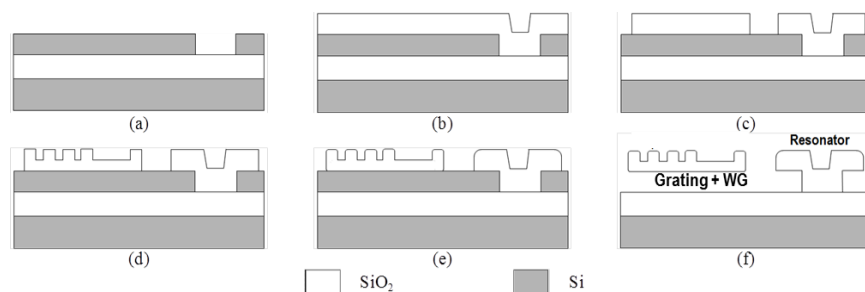 (a)
(b)
(c)
Resonator
Grating + WG
(d)
(e)
(f)
SiO₂
Si